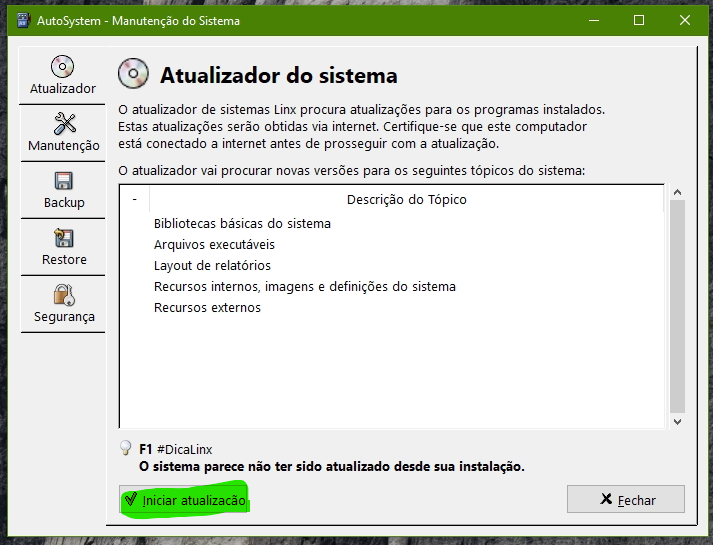 AutoSystem - Manutenção do Sistema
Atualizador
Manutenção
Backup
Restore
Segurança
Atualizador do sistema
O atualizador de sistemas Linx procura atualizações para os programas instalados.
Estas atualizações serão obtidas via internet. Certifique-se que este computador
está conectado a internet antes de prosseguir com a atualização.
O atualizador vai procurar novas versões para os seguintes tópicos do sistema:
- Descrição do Tópico
Bibliotecas básicas do sistema
Arquivos executáveis
Layout de relatórios
Recursos internos, imagens e definições do sistema
Recursos externos
F1 #DicaLinx
O sistema parece não ter sido atualizado desde sua instalação.
Iniciar atualização
Fechar